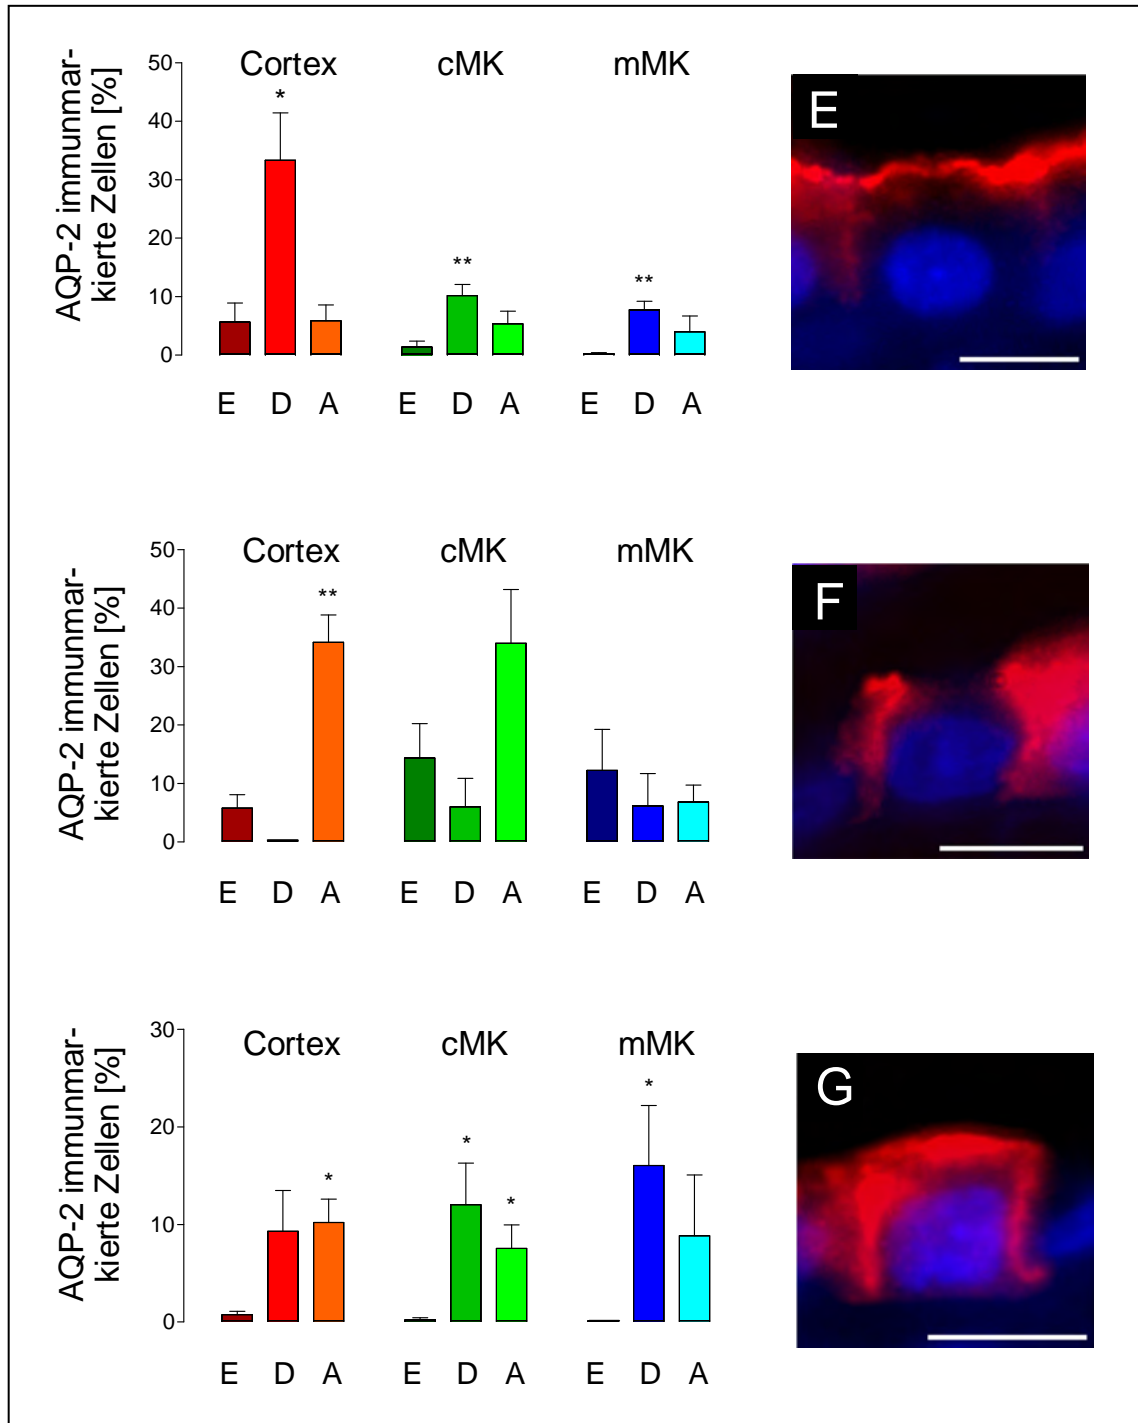 AQP-2 immunmar-
kierte Zellen [%]
50
40
30
20
10
0
Cortex
cMK
mMK
*
**
**
E D A
E D A
E D A
E
AQP-2 immunmar-
kierte Zellen [%]
50
40
30
20
10
0
Cortex
cMK
mMK
**
E D A
E D A
E D A
F
AQP-2 immunmar-
kierte Zellen [%]
30
20
10
0
Cortex
cMK
mMK
*
*
*
*
E D A
E D A
E D A
G